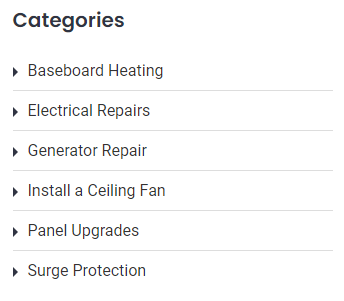 Categories
Baseboard Heating
Electrical Repairs
Generator Repair
Install a Ceiling Fan
Panel Upgrades
Surge Protection